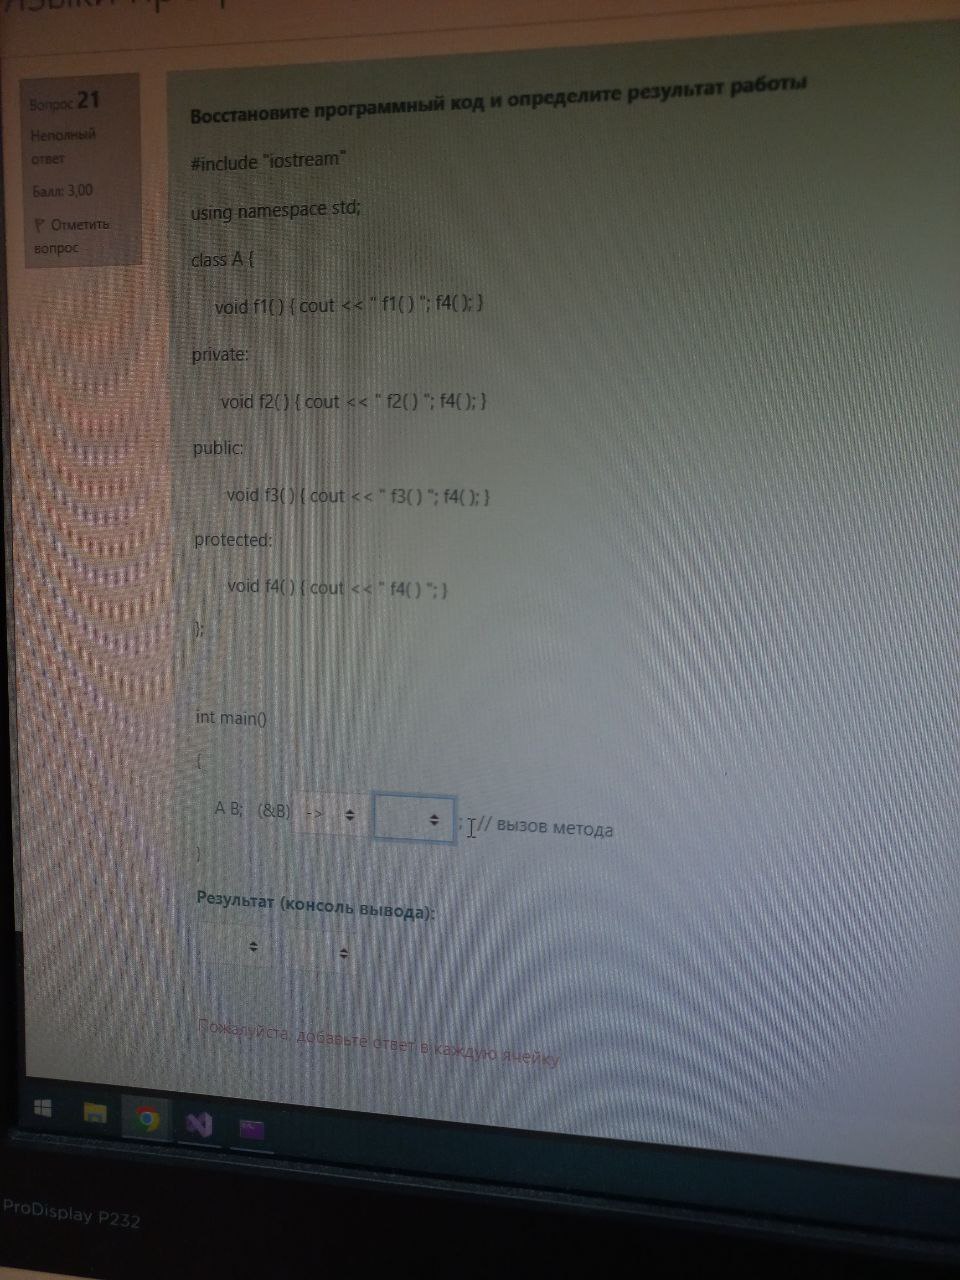 Вопрос 21
Неполный
ответ
Балл: 3,00
Отметить
вопрос
Восстановите программный код и определите результат работы
#include "iostream"
using namespace std;
class A {
void f1( ) { cout << " f1( ) "; f4( ); }
private:
void f2( ) { cout << " f2( ) "; f4( ); }
public:
void f3( ) { cout << " f3( ) "; f4( ); }
protected:
void f4( ) { cout << " f4( ) "; }
};
int main()
{
A B; (&B) -> ; // вызов метода
}
Результат (консоль вывода):
Пожалуйста, добавьте ответ в каждую ячейку
ProDisplay P232